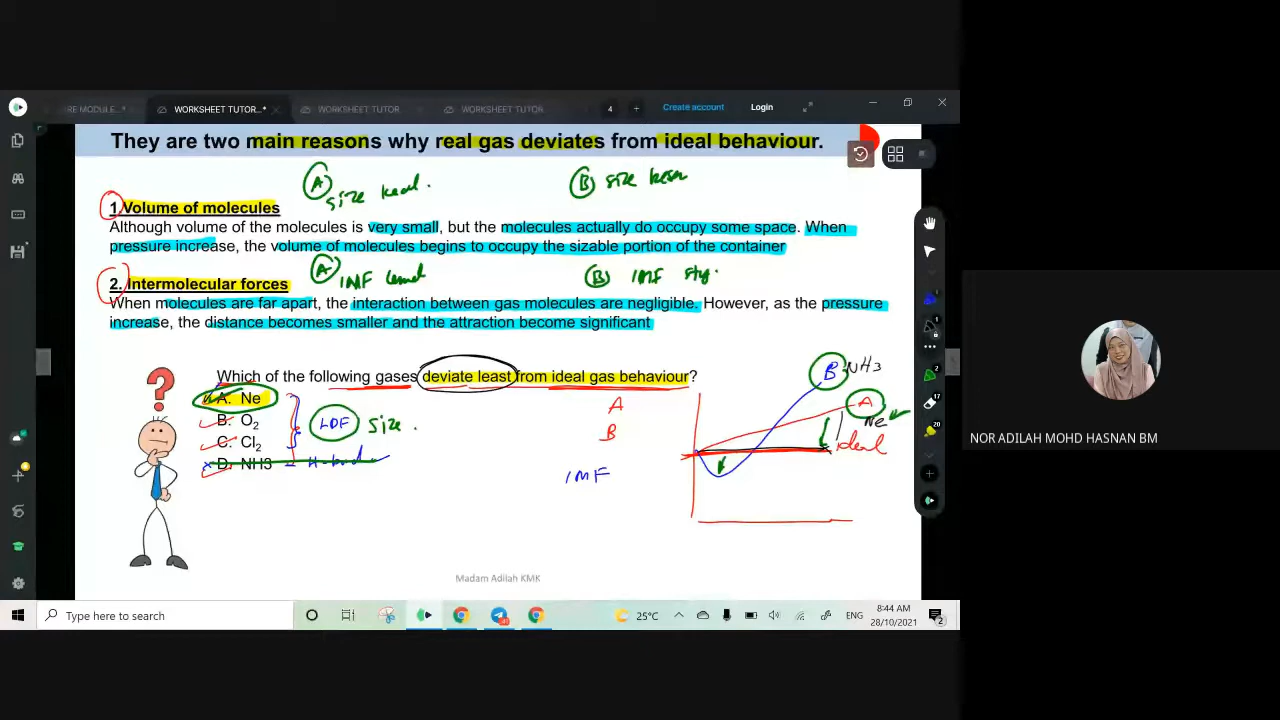 RE MODULE...*
WORKSHEET TUTOR...*
WORKSHEET TUTOR
WORKSHEET TUTOR
4
Create account
Login
They are two main reasons why real gas deviates from ideal behaviour.
A size kecil.
B size besar
1. Volume of molecules
Although volume of the molecules is very small, but the molecules actually do occupy some space. When
pressure increase, the volume of molecules begins to occupy the sizable portion of the container
A IMF
B IMF
2. Intermolecular forces
When molecules are far apart, the interaction between gas molecules are negligible. However, as the pressure
increase, the distance becomes smaller and the attraction become significant
Which of the following gases deviate least from ideal gas behaviour?
A. Ne
B. O2
C. Cl2
D. NH3
LDF size.
A
B
IMF
B NH3
A
Ne
ideal
Madam Adilah KMK
NOR ADILAH MOHD HASNAN BM
Type here to search
25°C
ENG
8:44 AM
28/10/2021
2